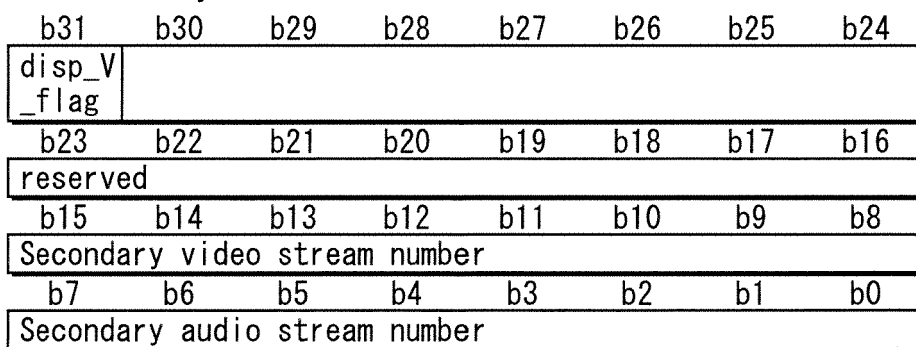 b31 b30 b29 b28 b27 b26 b25 b24
disp_V
_flag
b23 b22 b21 b20 b19 b18 b17 b16
reserved
b15 b14 b13 b12 b11 b10 b9 b8
Secondary video stream number
b7 b6 b5 b4 b3 b2 b1 b0
Secondary audio stream number